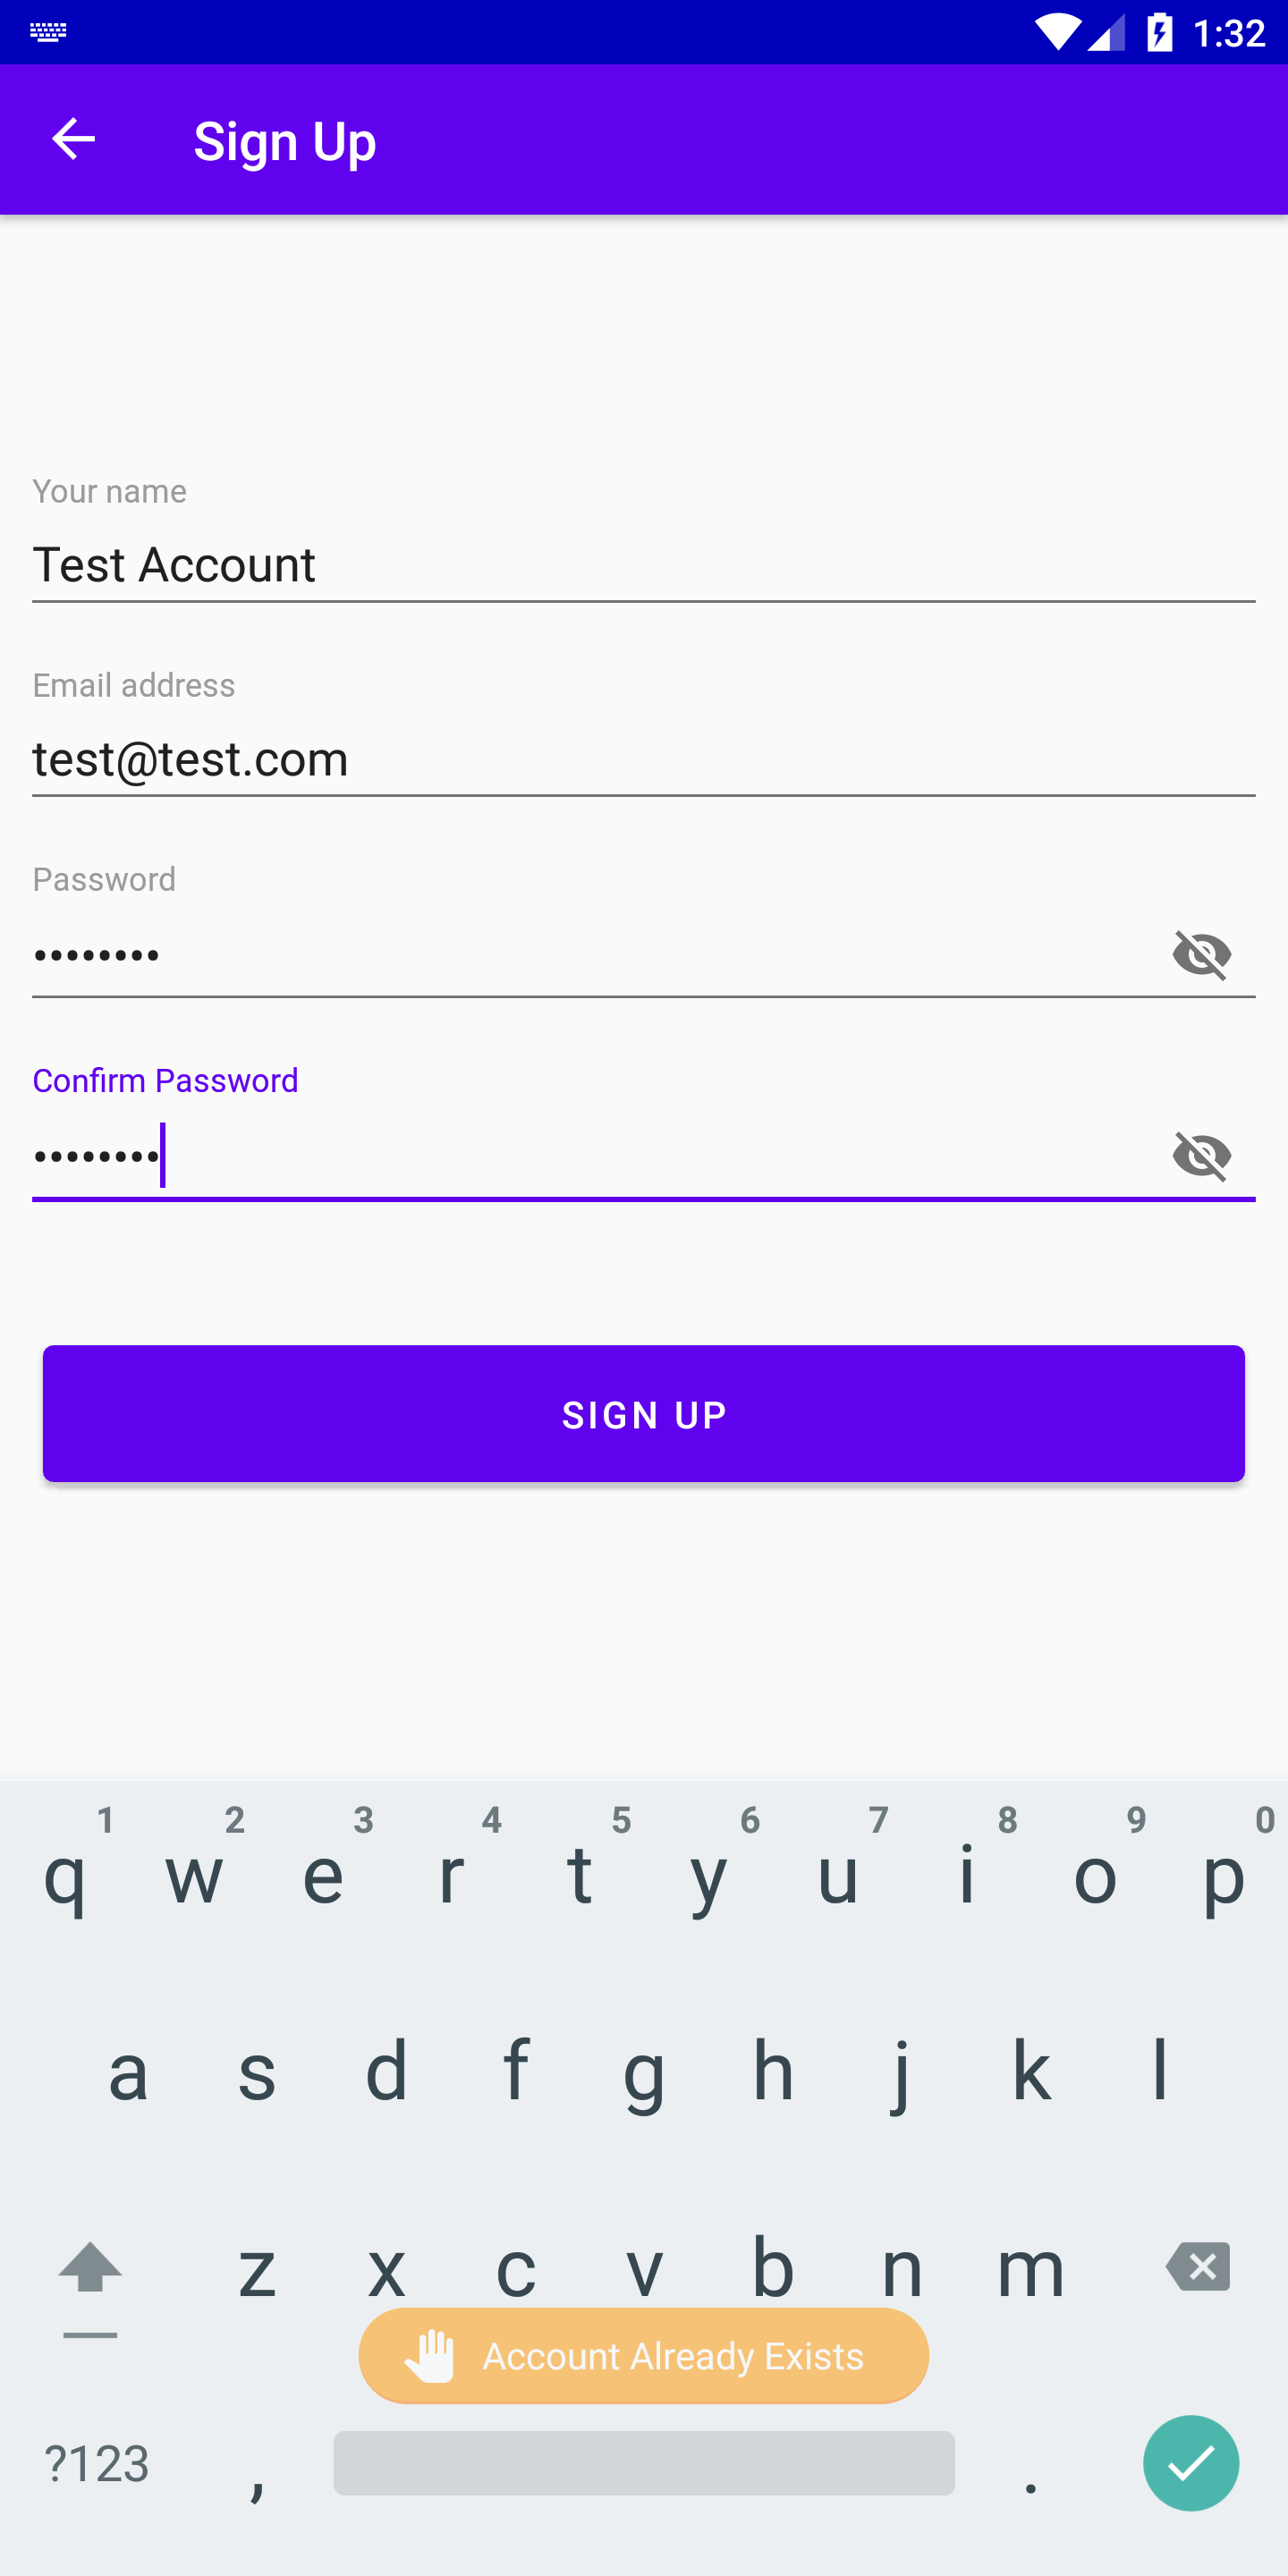 1:32
Sign Up
Your name
Test Account
Email address
test@test.com
Password
••••••••
Confirm Password
••••••••
SIGN UP
1 2 3 4 5 6 7 8 9 0
q w e r t y u i o p
a s d f g h j k l
z x c v b n m
Account Already Exists
?123 , .